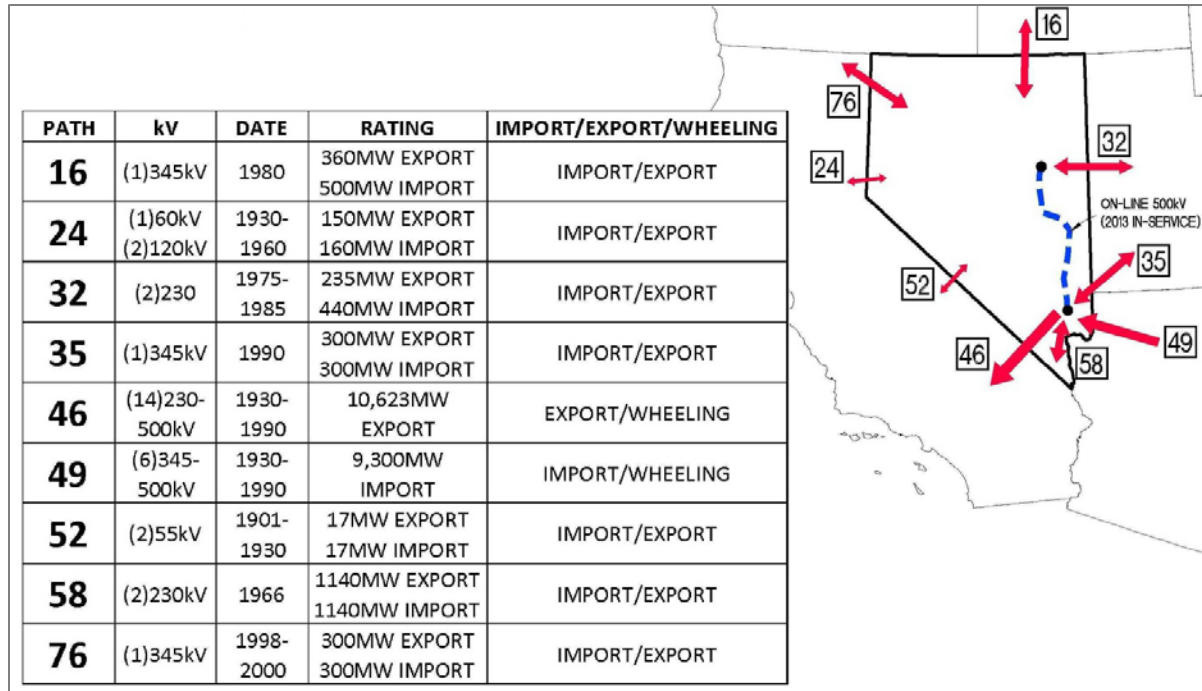 PATH kV DATE RATING IMPORT/EXPORT/WHEELING
16 (1)345kV 1980 360MW EXPORT 500MW IMPORT IMPORT/EXPORT
24 (1)60kV (2)120kV 1930-1960 150MW EXPORT 160MW IMPORT IMPORT/EXPORT
32 (2)230 1975-1985 235MW EXPORT 440MW IMPORT IMPORT/EXPORT
35 (1)345kV 1990 300MW EXPORT 300MW IMPORT IMPORT/EXPORT
46 (14)230-500kV 1930-1990 10,623MW EXPORT EXPORT/WHEELING
49 (6)345-500kV 1930-1990 9,300MW IMPORT IMPORT/WHEELING
52 (2)55kV 1901-1930 17MW EXPORT 17MW IMPORT IMPORT/EXPORT
58 (2)230kV 1966 1140MW EXPORT 1140MW IMPORT IMPORT/EXPORT
76 (1)345kV 1998-2000 300MW EXPORT 300MW IMPORT IMPORT/EXPORT
16
76
32
24
ON-LINE 500kV
(2013 IN-SERVICE)
35
52
49
46
58